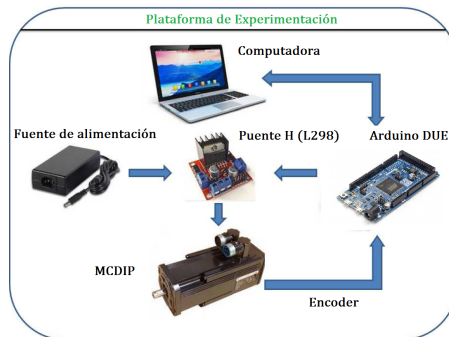 Plataforma de Experimentación
Computadora
Fuente de alimentación
Puente H (L298)
Arduino DUE
MCDIP
Encoder